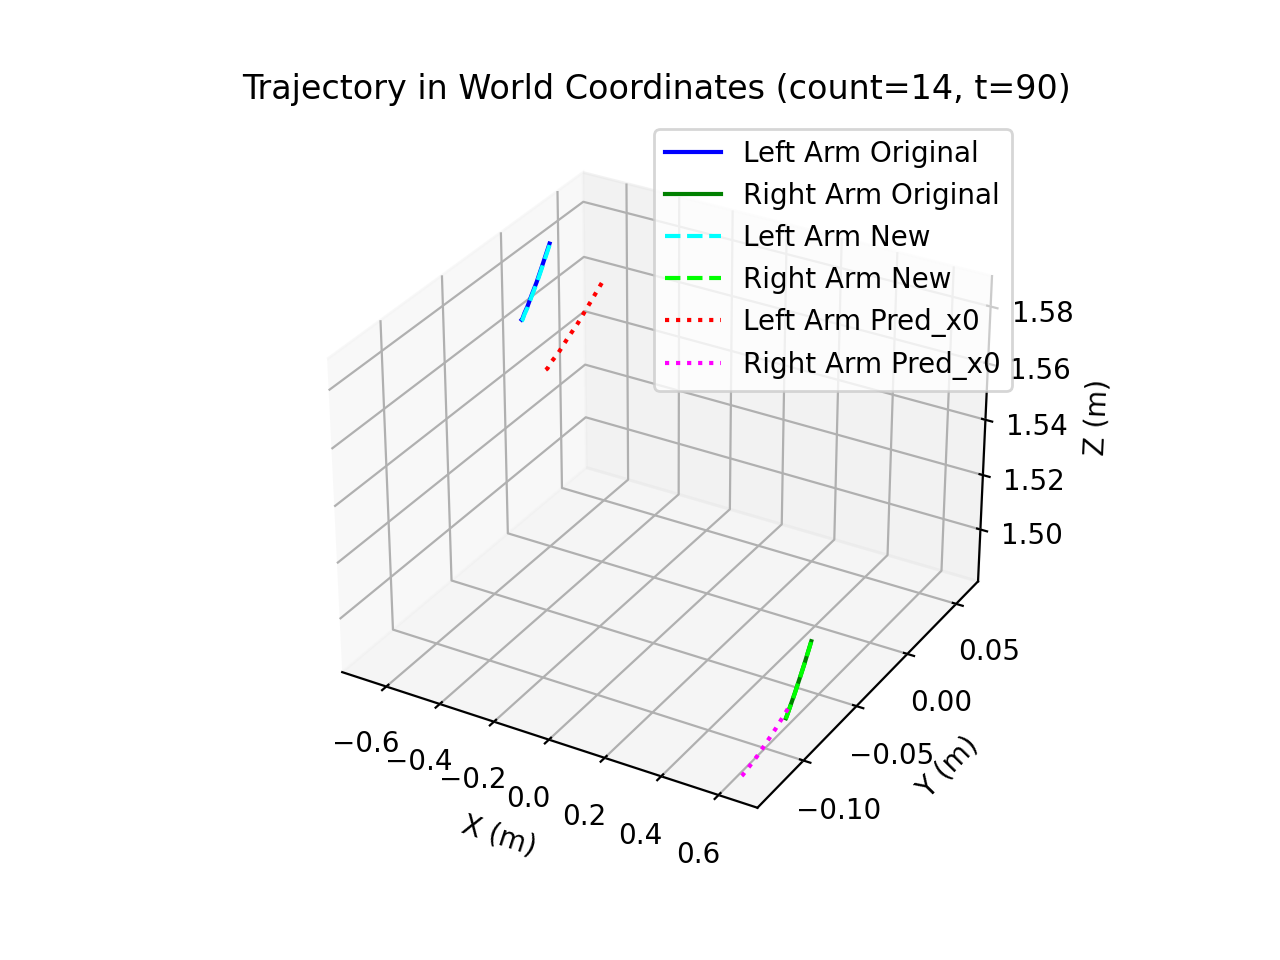 Trajectory in World Coordinates (count=14, t=90)
Left Arm Original
Right Arm Original
Left Arm New
Right Arm New
Left Arm Pred_x0
Right Arm Pred_x0
1.58
1.56
1.54
1.52
1.50
Z (m)
0.05
0.00
−0.05
−0.10
Y (m)
−0.6
−0.4
−0.2
0.0
0.2
0.4
0.6
X (m)